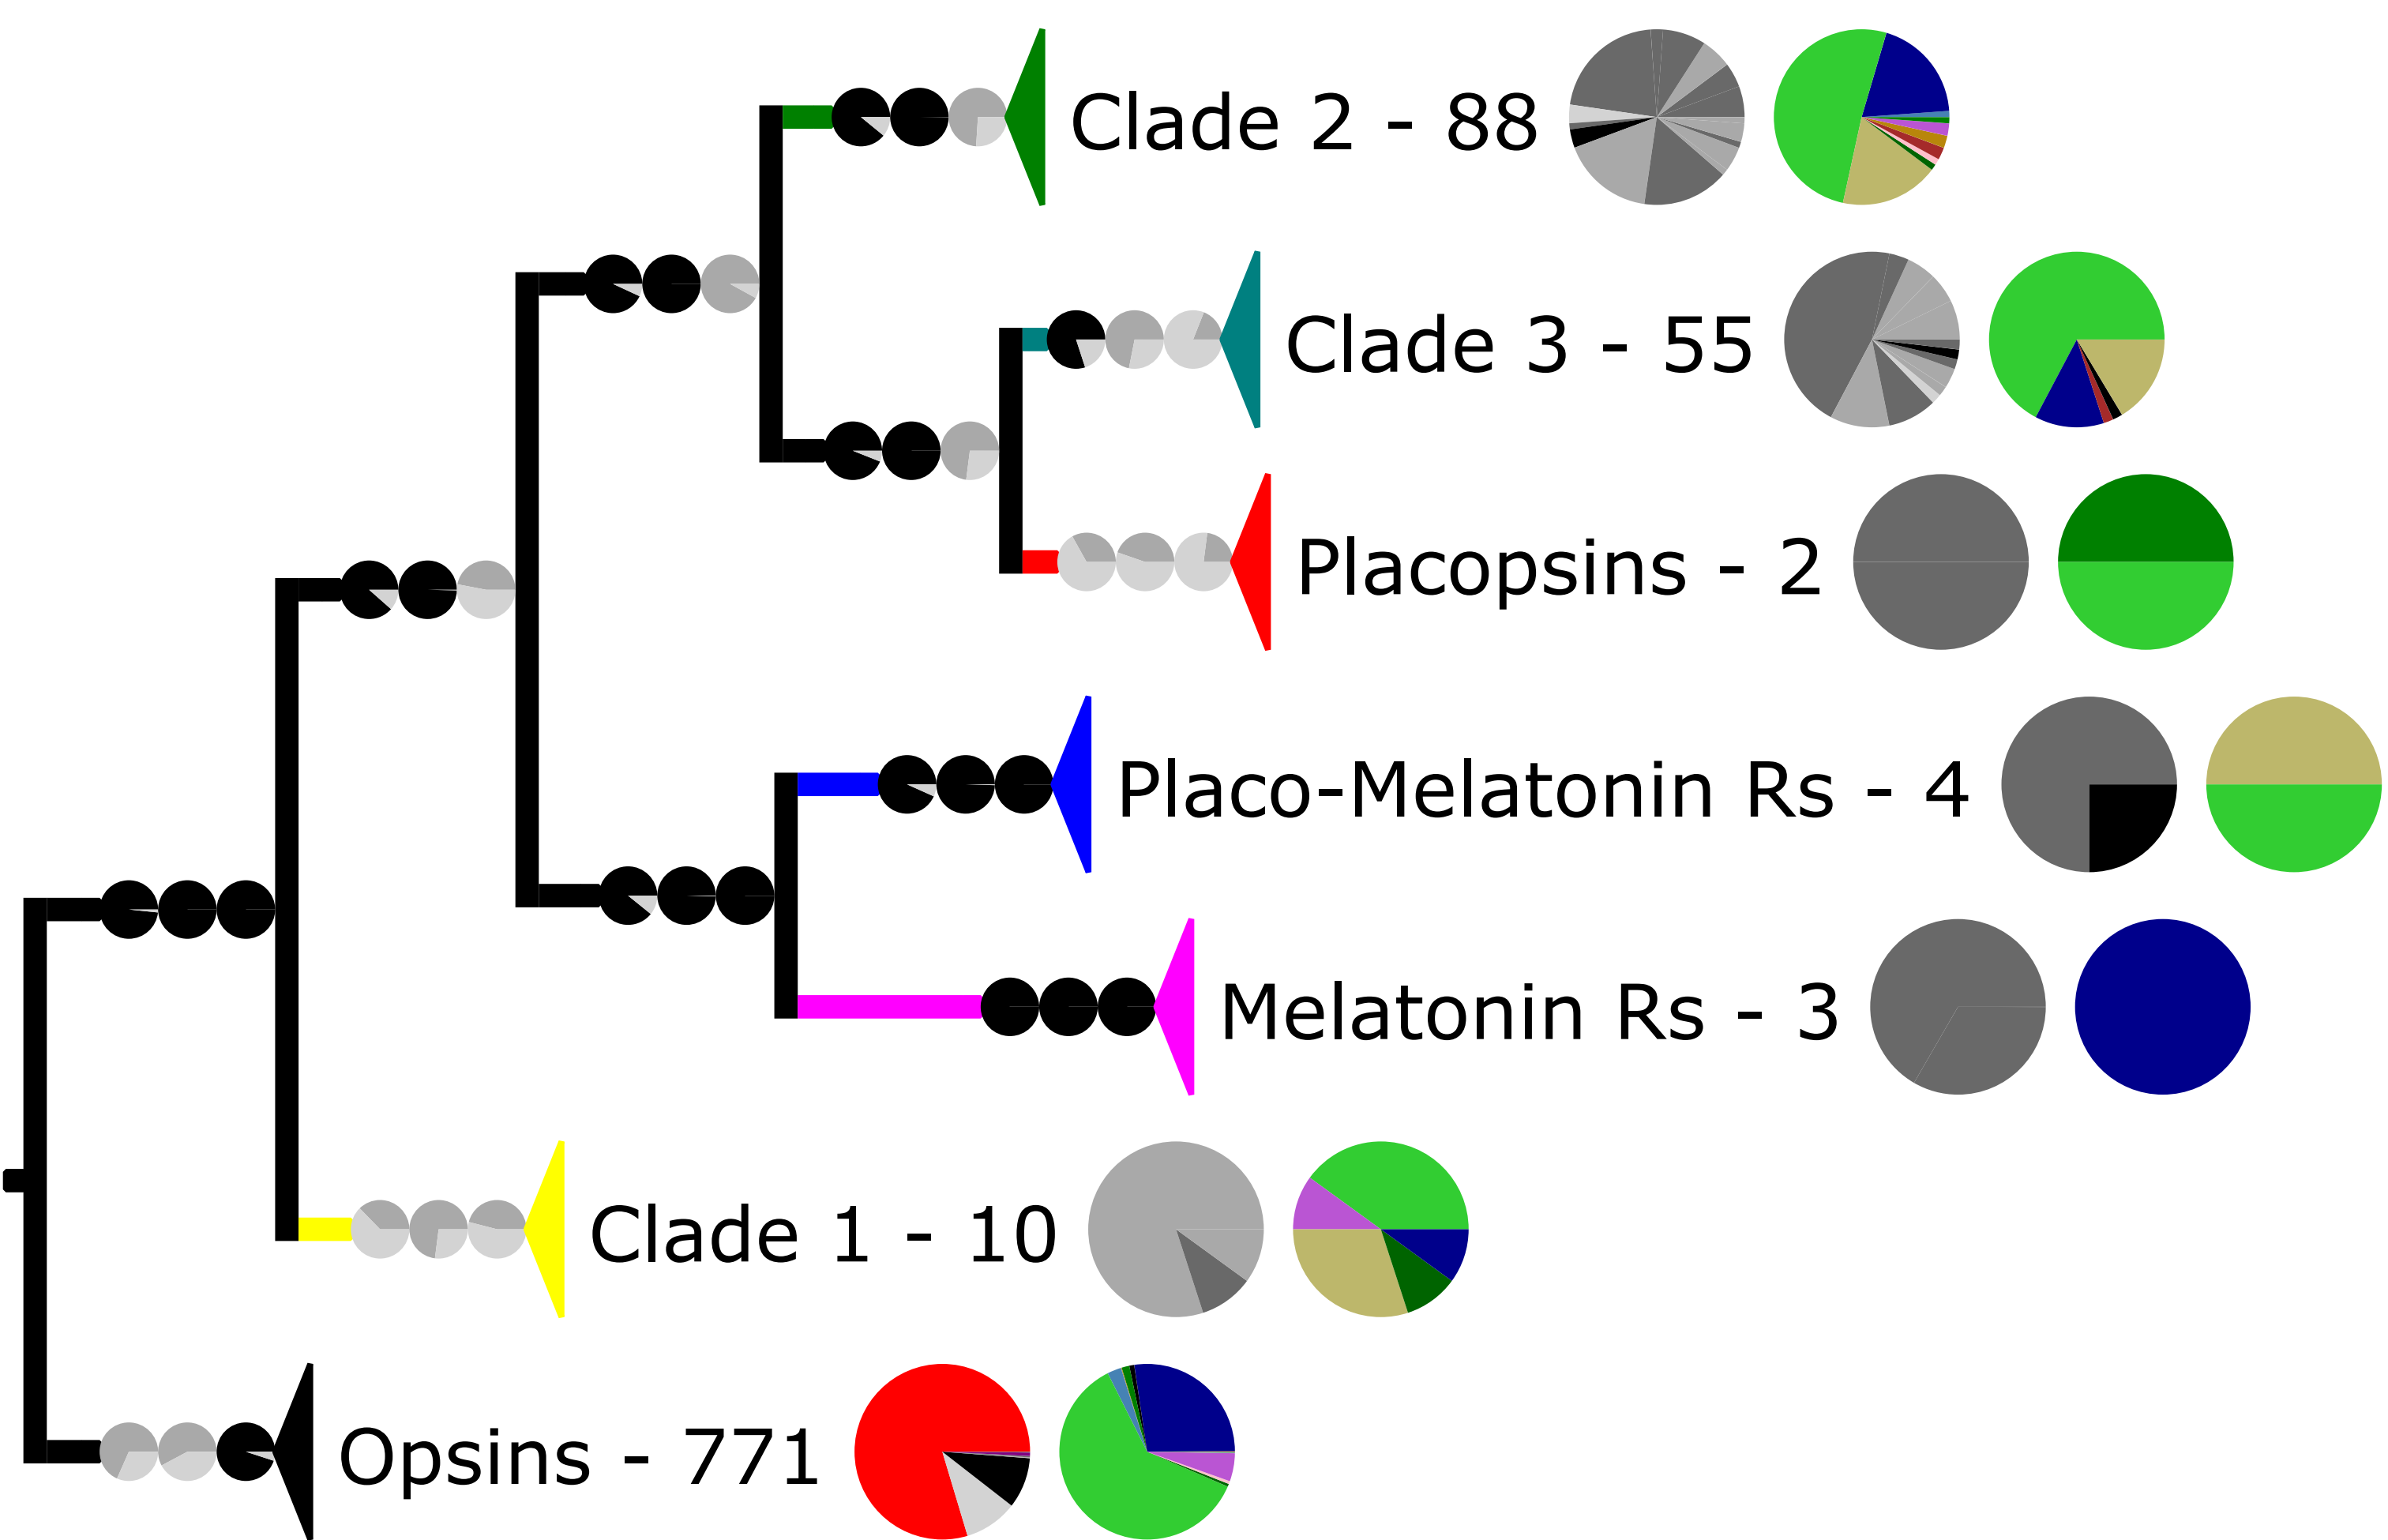 Clade 2 - 88
Clade 3 - 55
Placopsins - 2
Placo-Melatonin Rs - 4
Melatonin Rs - 3
Clade 1 - 10
Opsins - 771